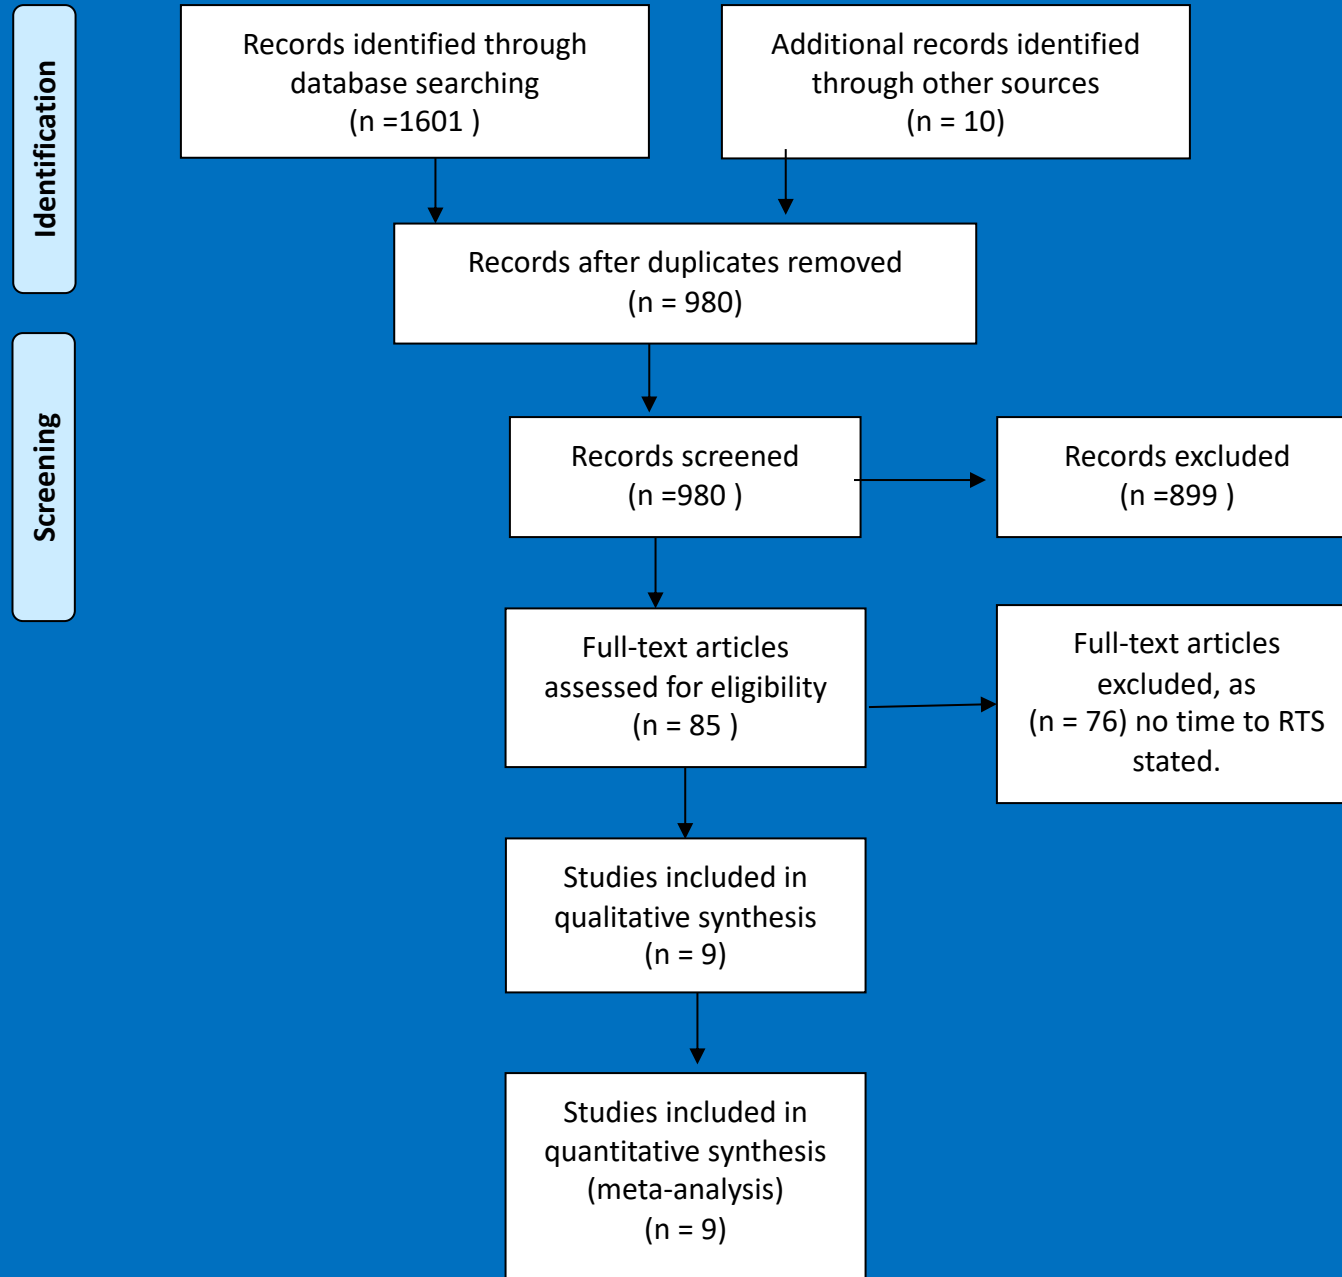 Identification
Records identified through
database searching
(n =1601 )
Additional records identified
through other sources
(n = 10)
Records after duplicates removed
(n = 980)
Screening
Records screened
(n =980 )
Records excluded
(n =899 )
Full-text articles
assessed for eligibility
(n = 85 )
Full-text articles
excluded, as
(n = 76) no time to RTS
stated.
Studies included in
qualitative synthesis
(n = 9)
Studies included in
quantitative synthesis
(meta-analysis)
(n = 9)